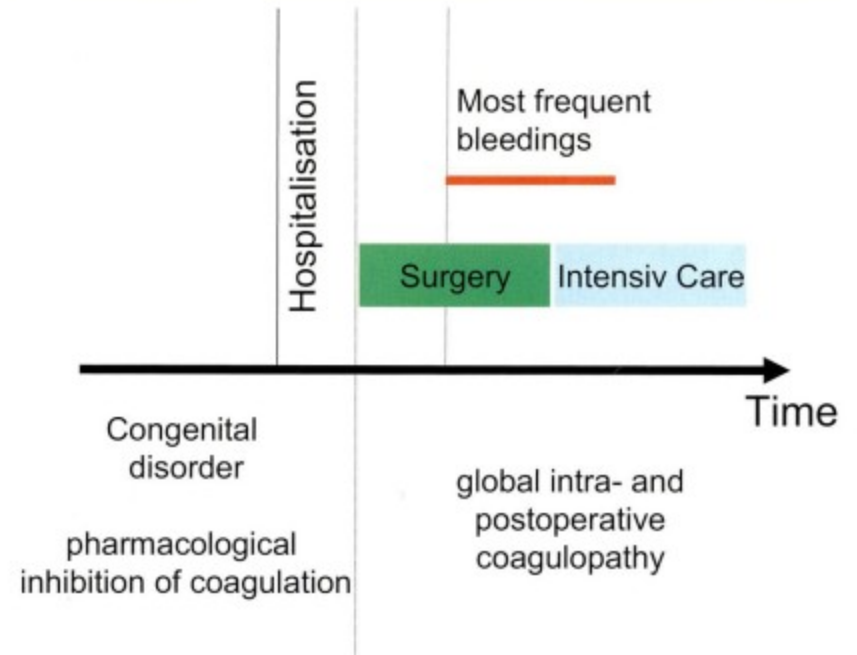 Hospitalisation
Most frequent
bleedings
Surgery
Intensiv Care
Time
Congenital
disorder
pharmacological
inhibition of coagulation
global intra- and
postoperative
coagulopathy